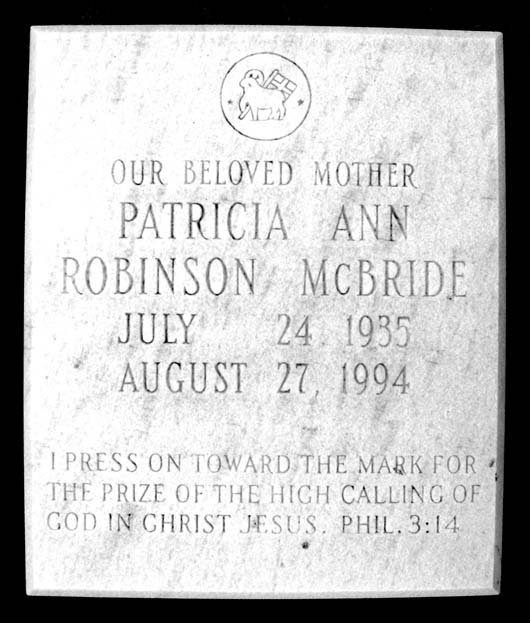 OUR BELOVED MOTHER
PATRICIA ANN
ROBINSON McBRIDE
JULY 24, 1935
AUGUST 27, 1994
I PRESS ON TOWARD THE MARK FOR
THE PRIZE OF THE HIGH CALLING OF
GOD IN CHRIST JESUS. PHIL. 3:14